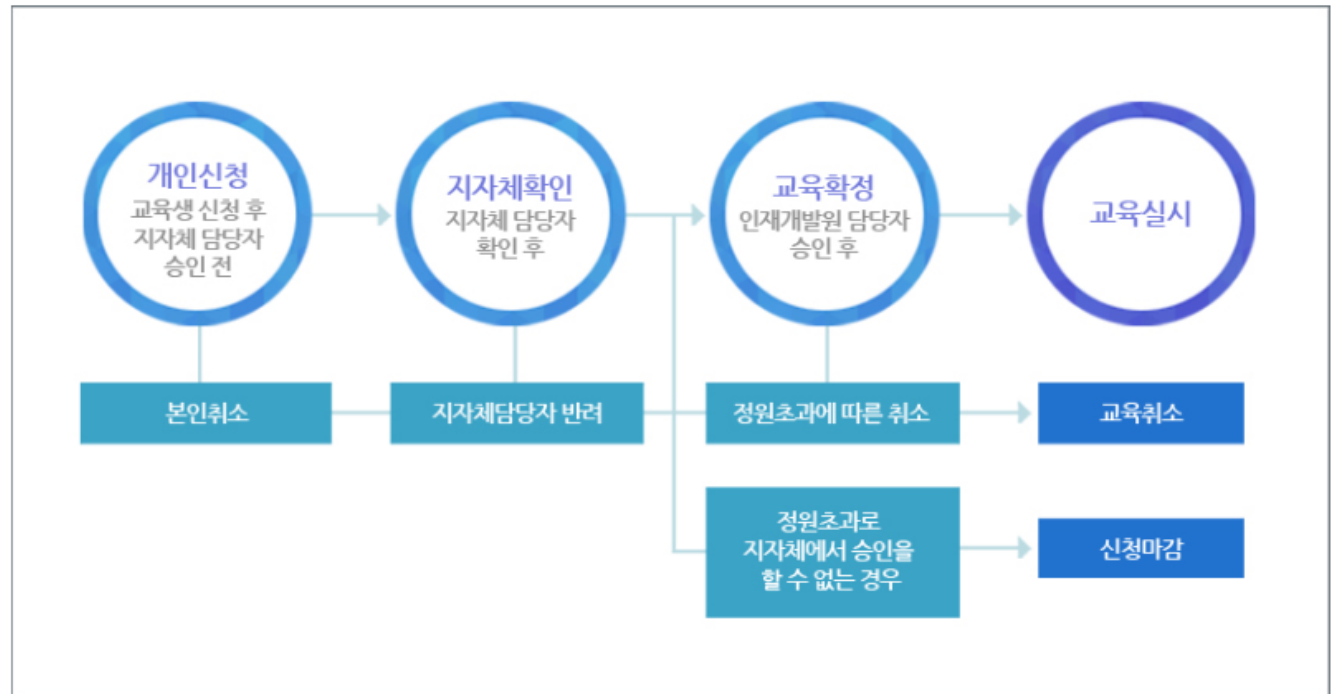 개인신청
교육생 신청 후
지자체 담당자
승인 전
지자체확인
지자체 담당자
확인 후
교육확정
인재개발원 담당자
승인 후
교육실시
본인취소
지자체담당자 반려
정원초과에 따른 취소
교육취소
정원초과로
지자체에서 승인을
할 수 없는 경우
신청마감